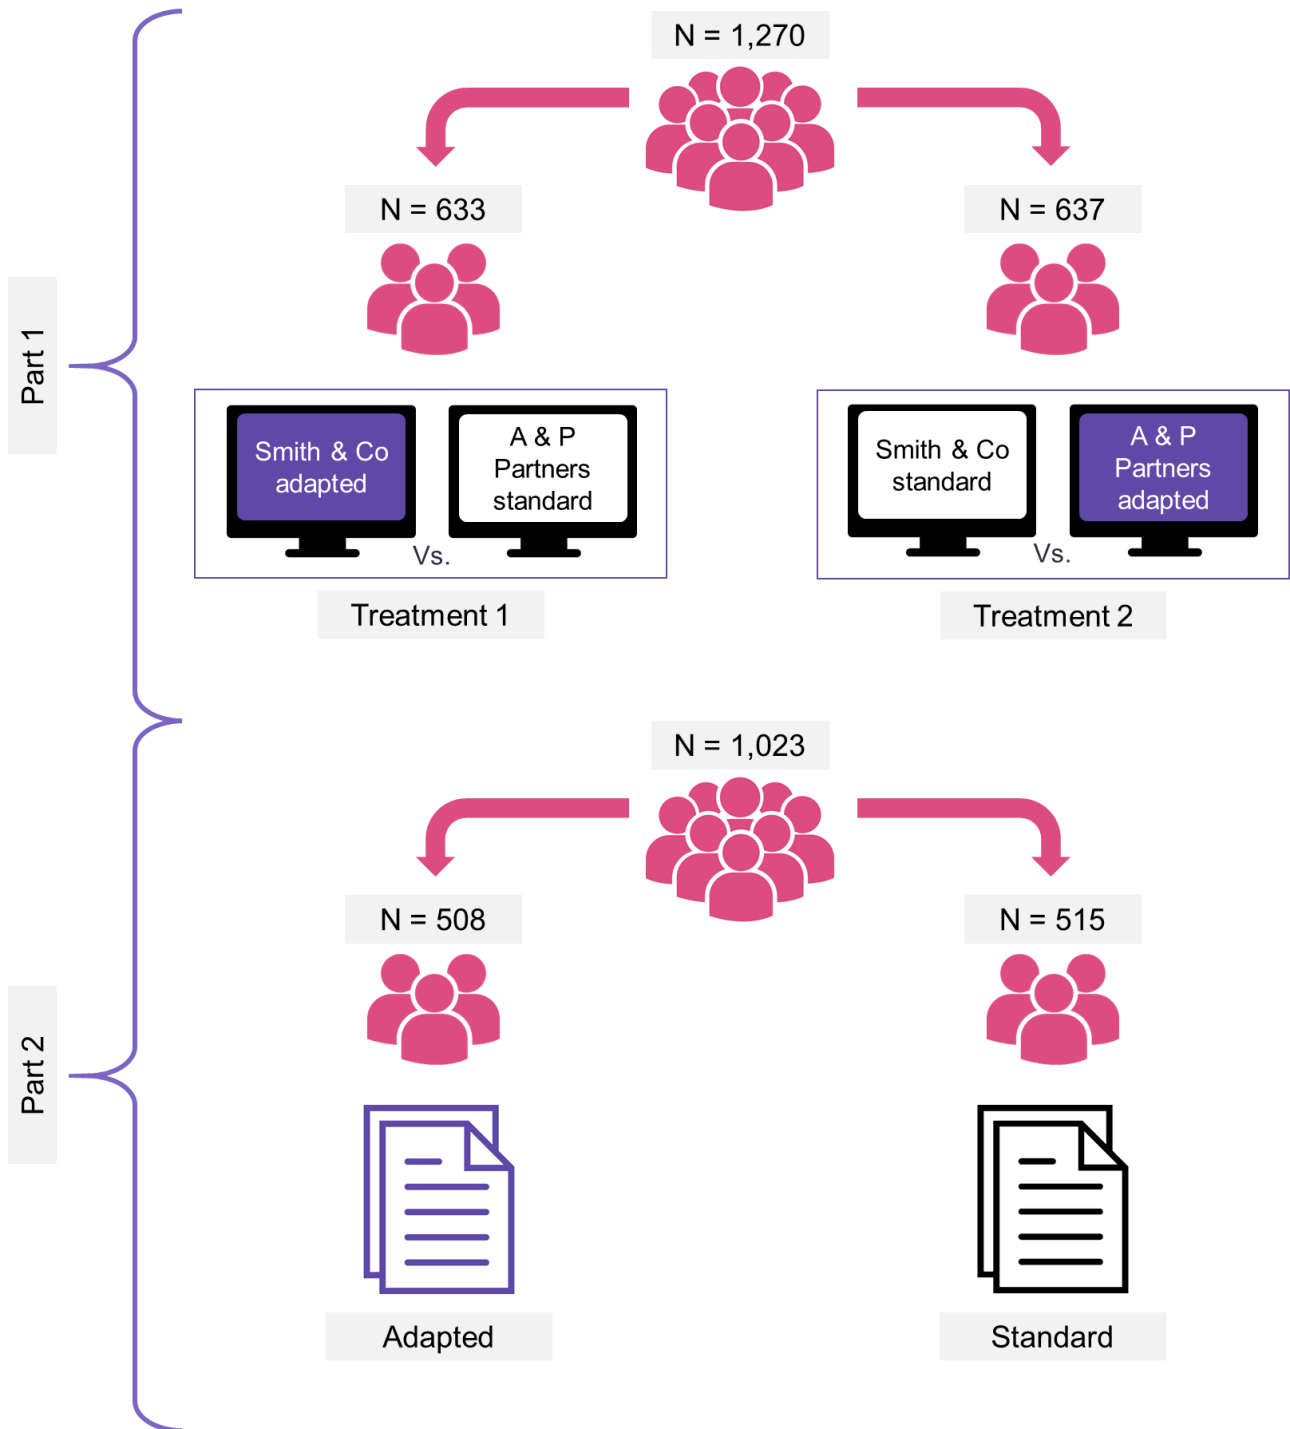 Part 1
N = 1,270
N = 633
N = 637
Smith & Co
adapted
A & P
Partners
standard
Vs.
Smith & Co
standard
A & P
Partners
adapted
Vs.
Treatment 1
Treatment 2
Part 2
N = 1,023
N = 508
N = 515
Adapted
Standard